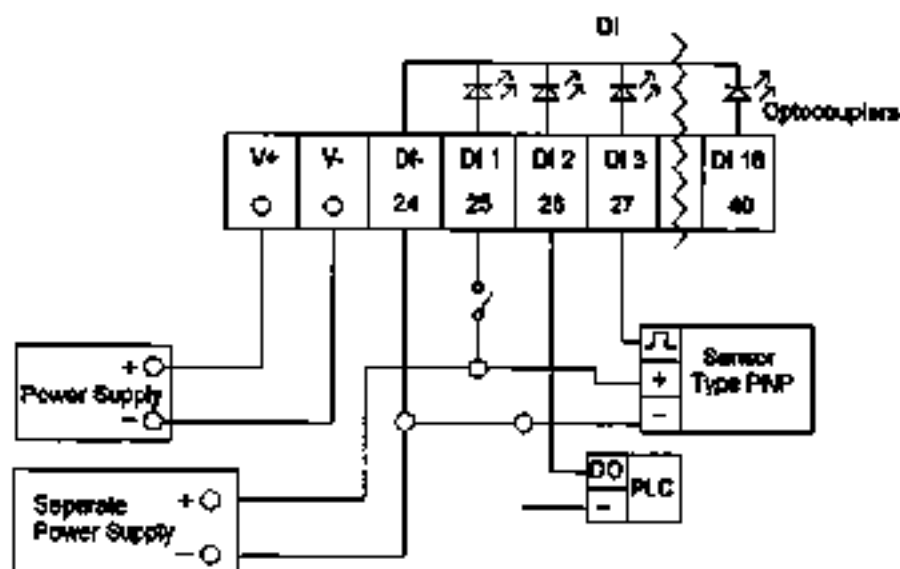 DI
Optocouplers
V+ V- DI- DI 1 DI 2 DI 3 DI 16
24 25 26 27 40
+
Power Supply
-
Sensor
Type PNP
+
-
Seperate +
Power Supply -
DO PLC
-